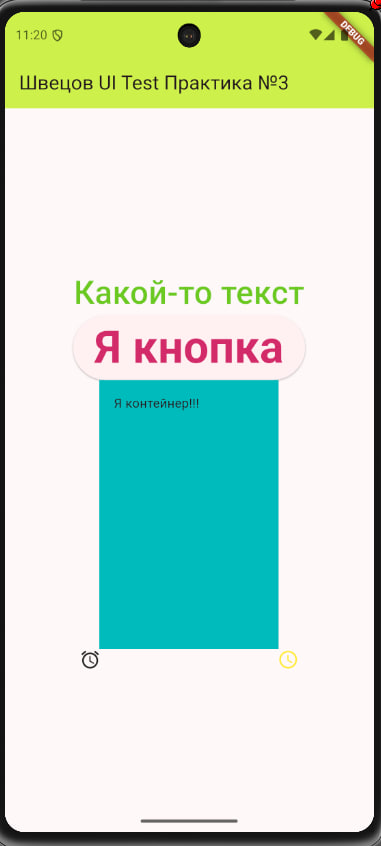 11:20
DEBUG
Швецов UI Test Практика №3
Какой-то текст
Я кнопка
Я контейнер!!!